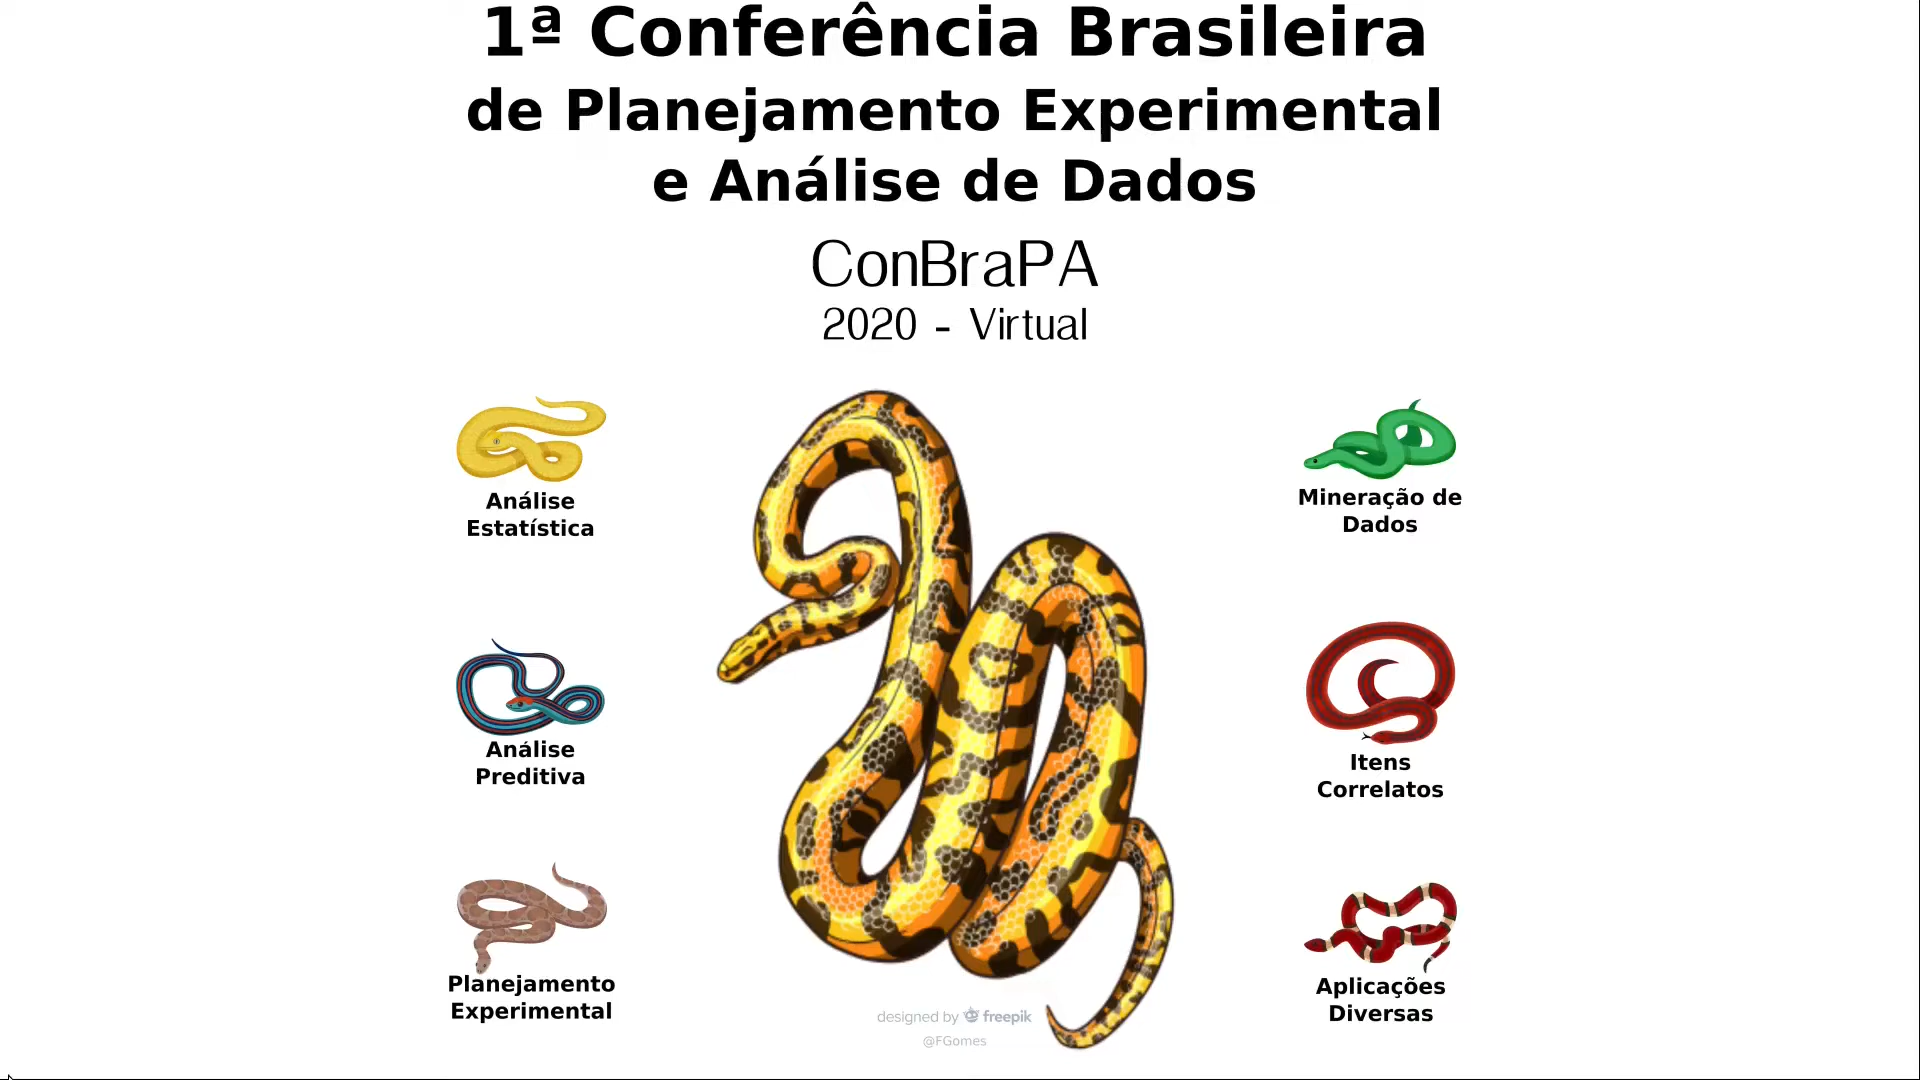 1ª Conferência Brasileira
de Planejamento Experimental
e Análise de Dados
ConBraPA
2020 - Virtual
Análise
Estatística
Mineração de
Dados
Análise
Preditiva
Itens
Correlatos
Planejamento
Experimental
Aplicações
Diversas
designed by freepik
@FGomes